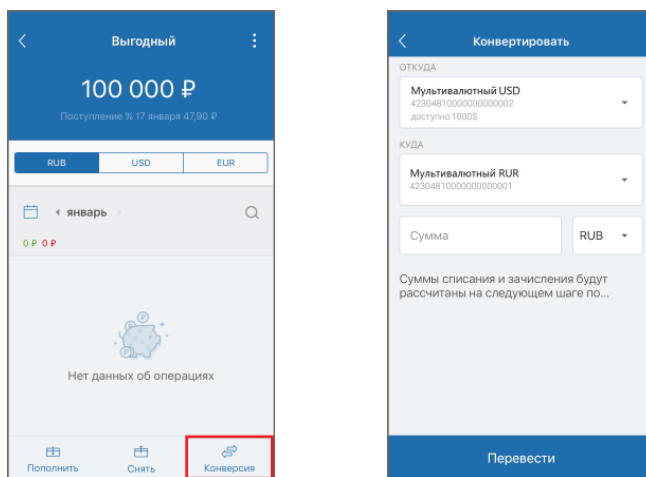 Выгодный
100 000 ₽
Поступление % 17 января 47,90 ₽
RUB USD EUR
январь
0 ₽ 0 ₽
Нет данных об операциях
Пополнить Снять Конверсия
Конвертировать
ОТКУДА
Мультивалютный USD
42304810000000000002
доступно 1000$
КУДА
Мультивалютный RUR
42304810000000000001
Сумма RUB
Суммы списания и зачисления будут
рассчитаны на следующем шаге по...
Перевести